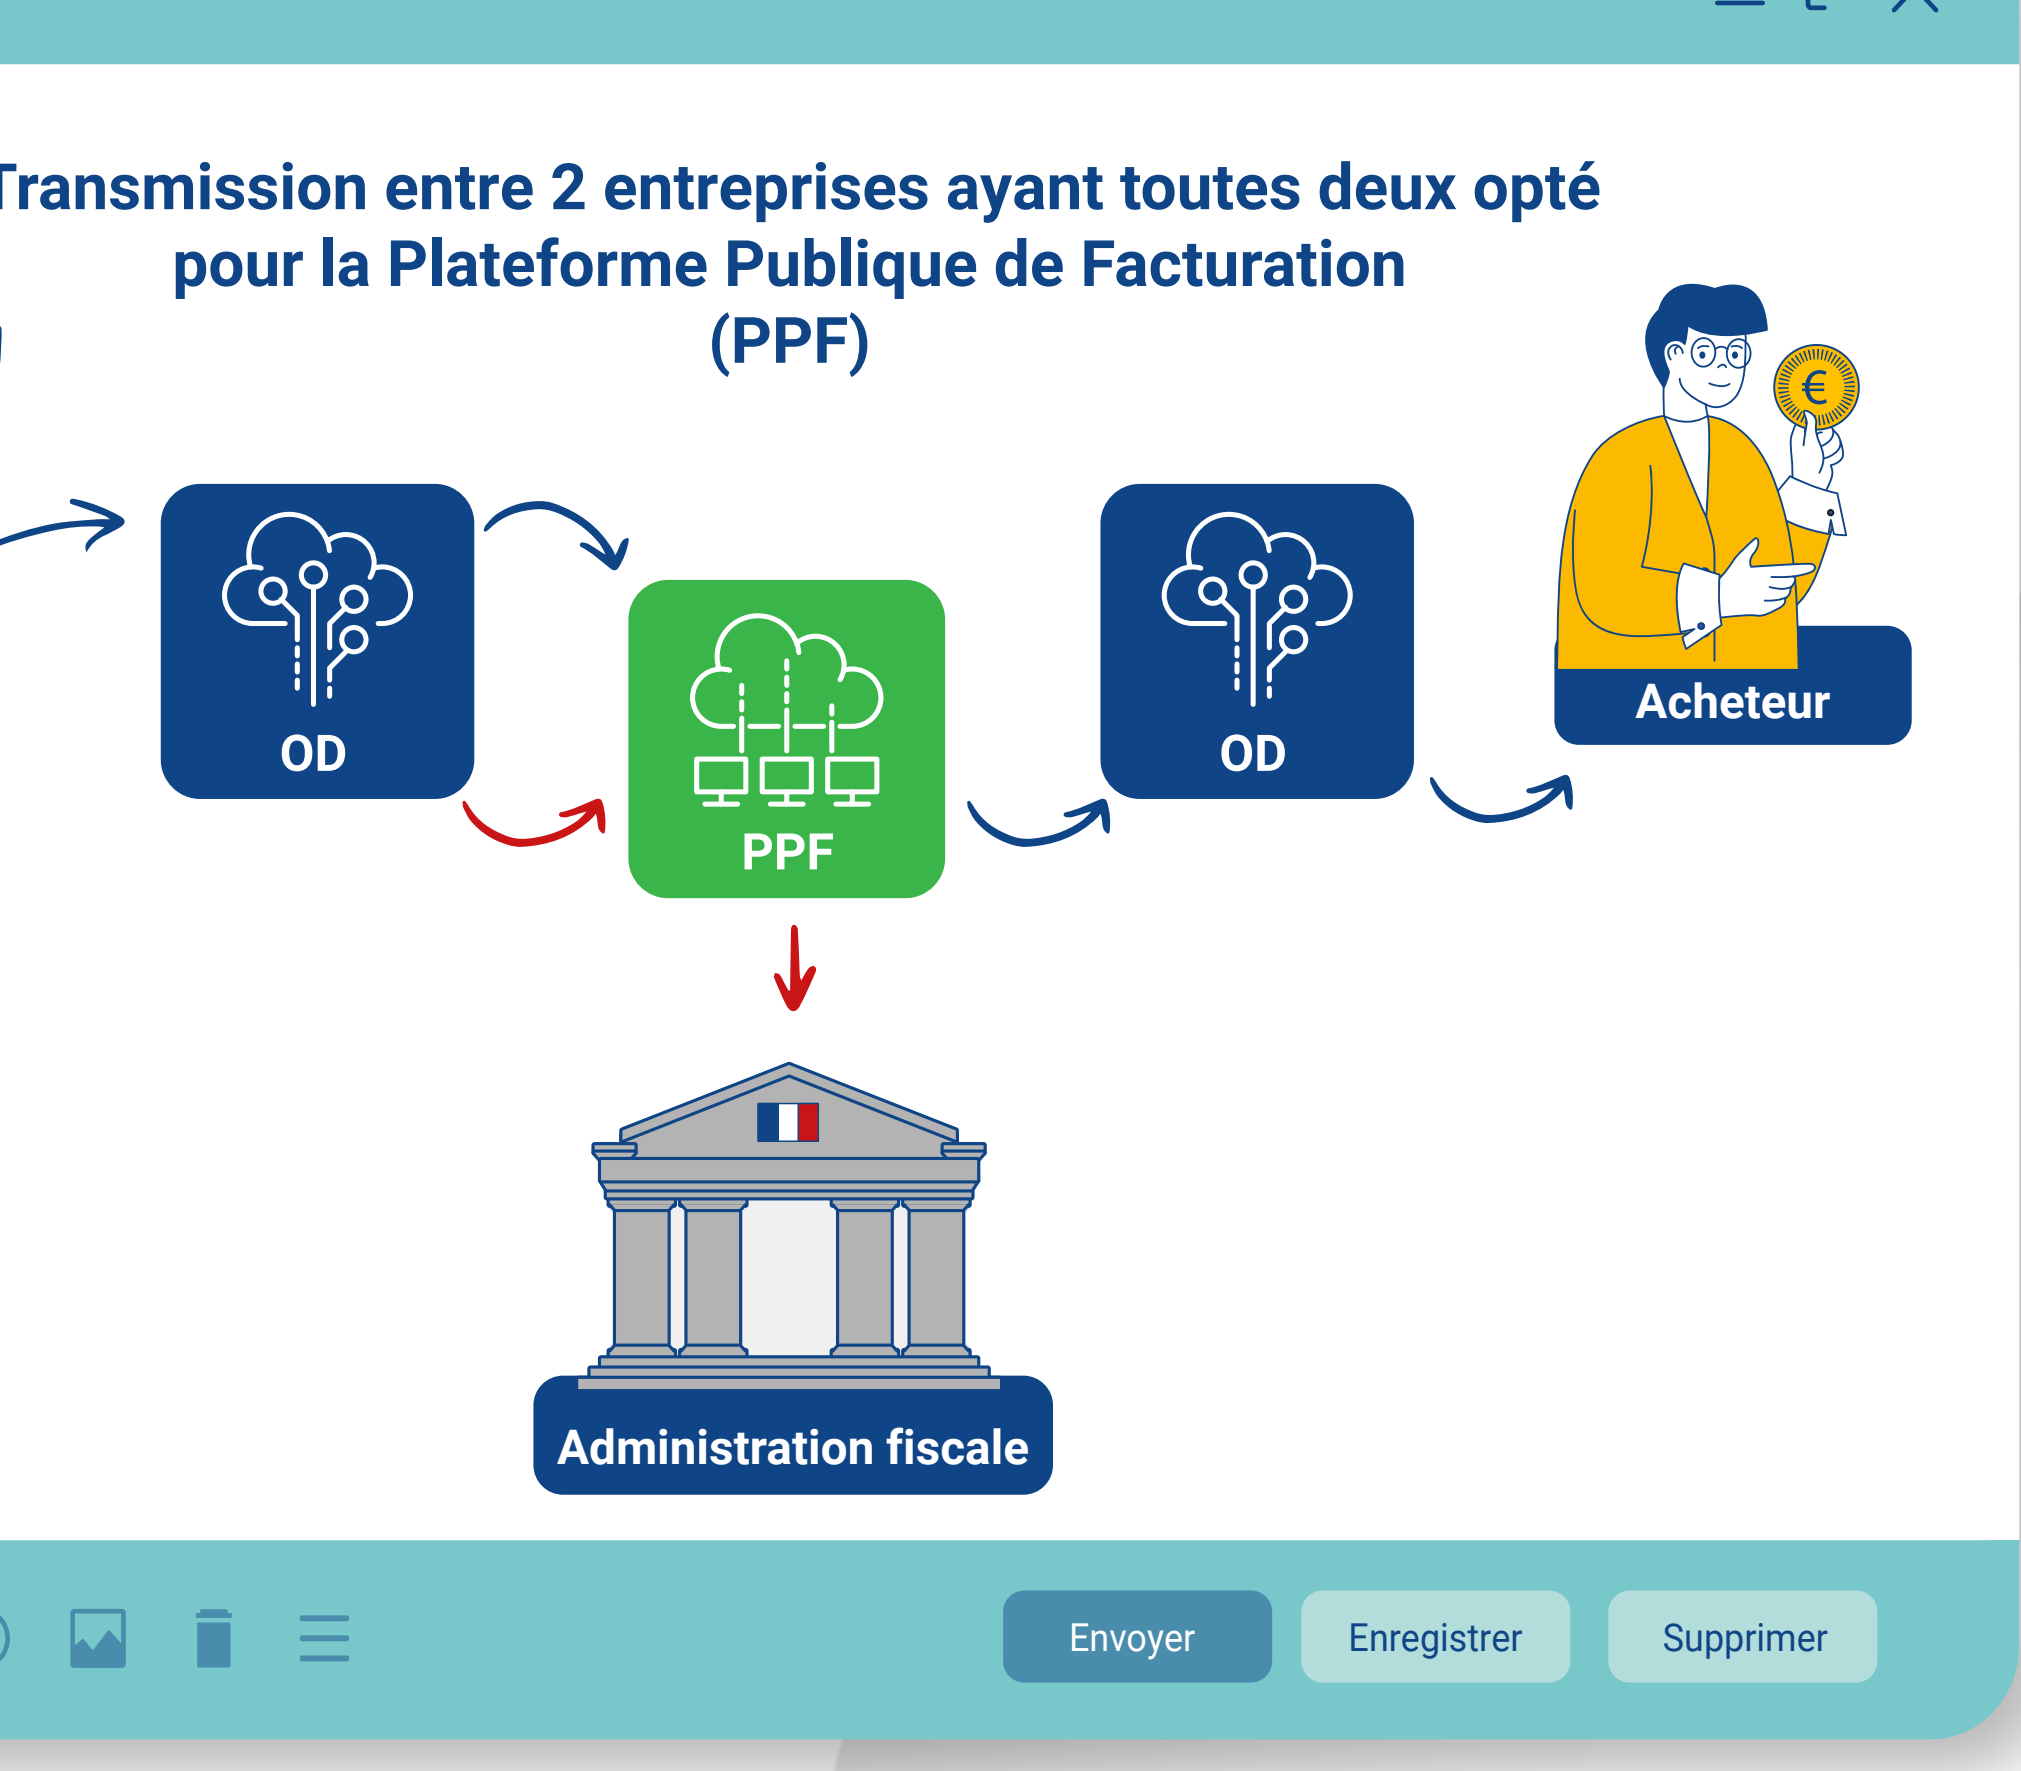 Transmission entre 2 entreprises ayant toutes deux opté
pour la Plateforme Publique de Facturation
(PPF)
€
OD
PPF
OD
Acheteur
Administration fiscale
Envoyer
Enregistrer
Supprimer